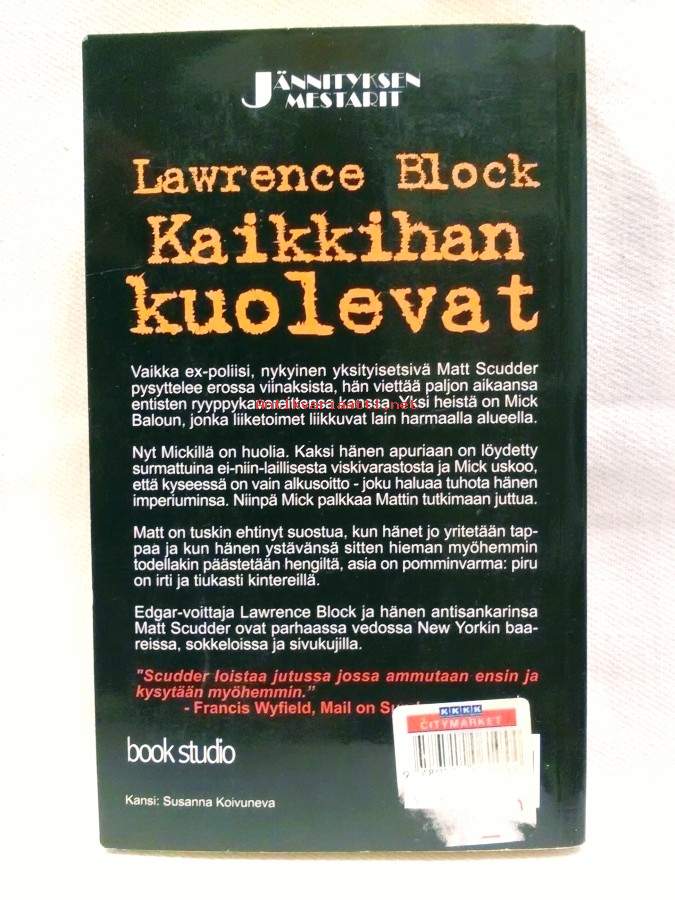 JÄNNITYKSEN
MESTARIT
Lawrence Block
Kaikkihan
kuolevat
Vaikka ex-poliisi, nykyinen yksityisetsivä Matt Scudder
pysyttelee erossa viinaksista, hän viettää paljon aikaansa
entisten ryyppykavereittensa kanssa. Yksi heistä on Mick
Baloun, jonka liiketoimet liikkuvat lain harmaalla alueella.
Nyt Mickillä on huolia. Kaksi hänen apuriaan on löydetty
surmattuina ei-niin-laillisesta viskivarastosta ja Mick uskoo,
että kyseessä on vain alkusoitto - joku haluaa tuhota hänen
imperiuminsa. Niinpä Mick palkkaa Mattin tutkimaan juttua.
Matt on tuskin ehtinyt suostua, kun hänet jo yritetään tap-
paa ja kun hänen ystävänsä sitten hieman myöhemmin
todellakin päästetään hengiltä, asia on pomminvarma: piru
on irti ja tiukasti kintereillä.
Edgar-voittaja Lawrence Block ja hänen antisankarinsa
Matt Scudder ovat parhaassa vedossa New Yorkin baa-
reissa, sokkeloissa ja sivukujilla.
"Scudder loistaa jutussa jossa ammutaan ensin ja
kysytään myöhemmin."
- Francis Wyfield, Mail on
KKKK
CITYMARKET
book studio
Kansi: Susanna Koivuneva